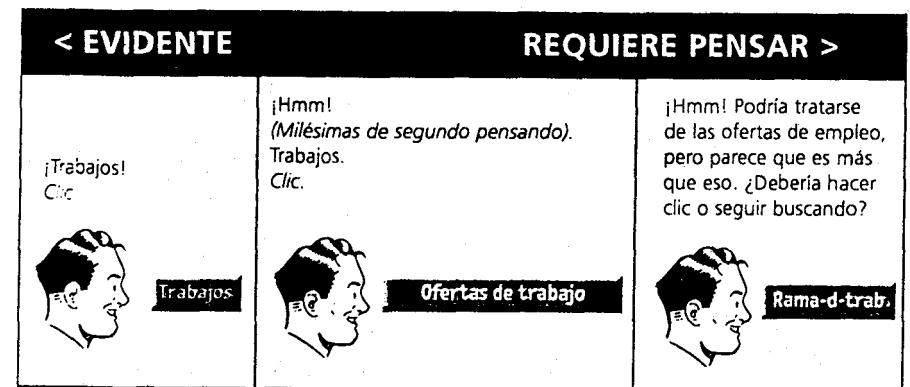 < EVIDENTE
REQUIERE PENSAR >
¡Trabajos!
Clic
Trabajos
¡Hmm!
(Milésimas de segundo pensando).
Trabajos.
Clic.
Ofertas de trabajo
¡Hmm! Podría tratarse
de las ofertas de empleo,
pero parece que es más
que eso. ¿Debería hacer
clic o seguir buscando?
Rama-d-trab.